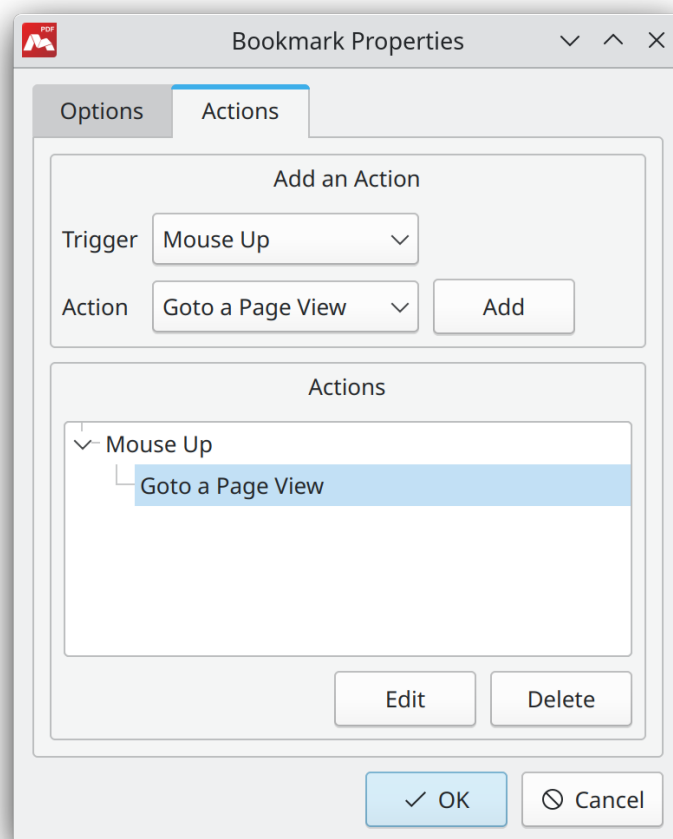 PDF
Bookmark Properties
Options
Actions
Add an Action
Trigger
Mouse Up
Action
Goto a Page View
Add
Actions
Mouse Up
Goto a Page View
Edit
Delete
OK
Cancel